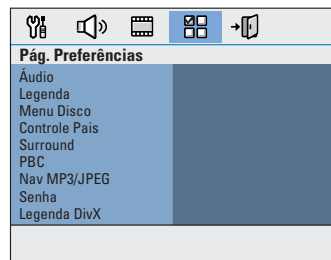 Pág. Preferências
Áudio
Legenda
Menu Disco
Controle Pais
Surround
PBC
Nav MP3/JPEG
Senha
Legenda DivX